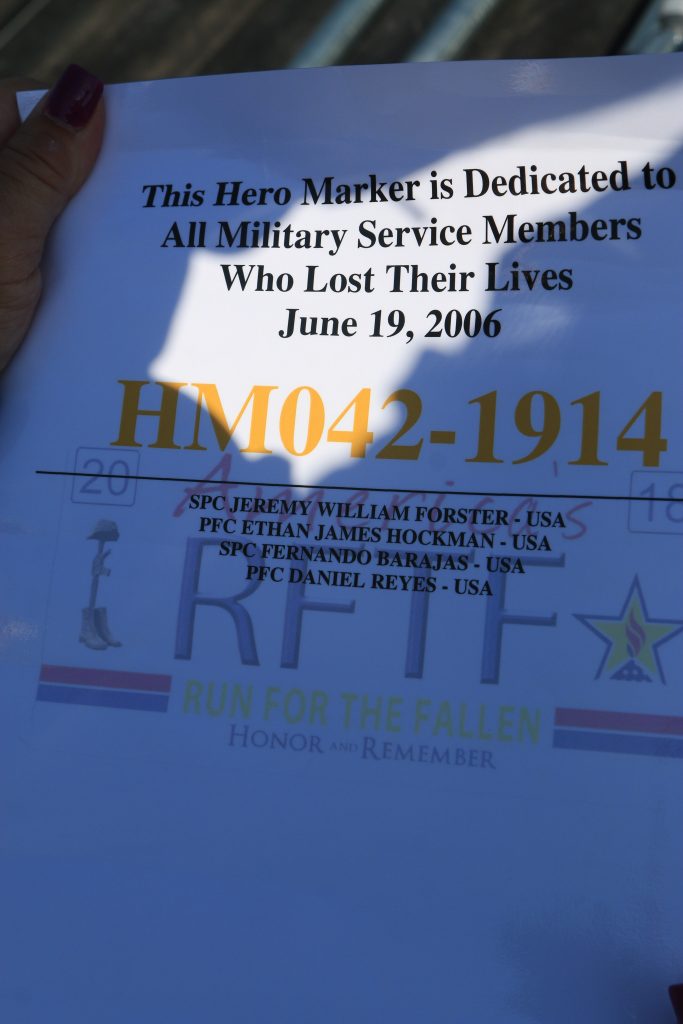 This Hero Marker is Dedicated to
All Military Service Members
Who Lost Their Lives
June 19, 2006
HM042-1914
20 America's 18
SPC JEREMY WILLIAM FORSTER - USA
PFC ETHAN JAMES HOCKMAN - USA
SPC FERNANDO BARAJAS - USA
PFC DANIEL REYES - USA
RFTF
RUN FOR THE FALLEN
HONOR AND REMEMBER